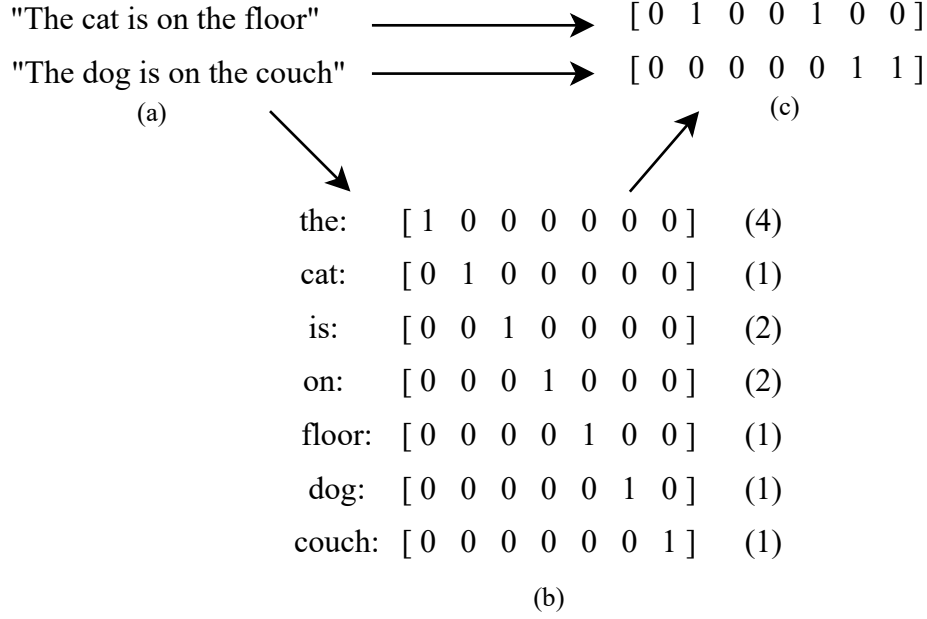 "The cat is on the floor" [ 0 1 0 0 1 0 0 ]
"The dog is on the couch" [ 0 0 0 0 0 1 1 ]
(a) (c)
the: [ 1 0 0 0 0 0 0 ] (4)
cat: [ 0 1 0 0 0 0 0 ] (1)
is: [ 0 0 1 0 0 0 0 ] (2)
on: [ 0 0 0 1 0 0 0 ] (2)
floor: [ 0 0 0 0 1 0 0 ] (1)
dog: [ 0 0 0 0 0 1 0 ] (1)
couch: [ 0 0 0 0 0 0 1 ] (1)
(b)